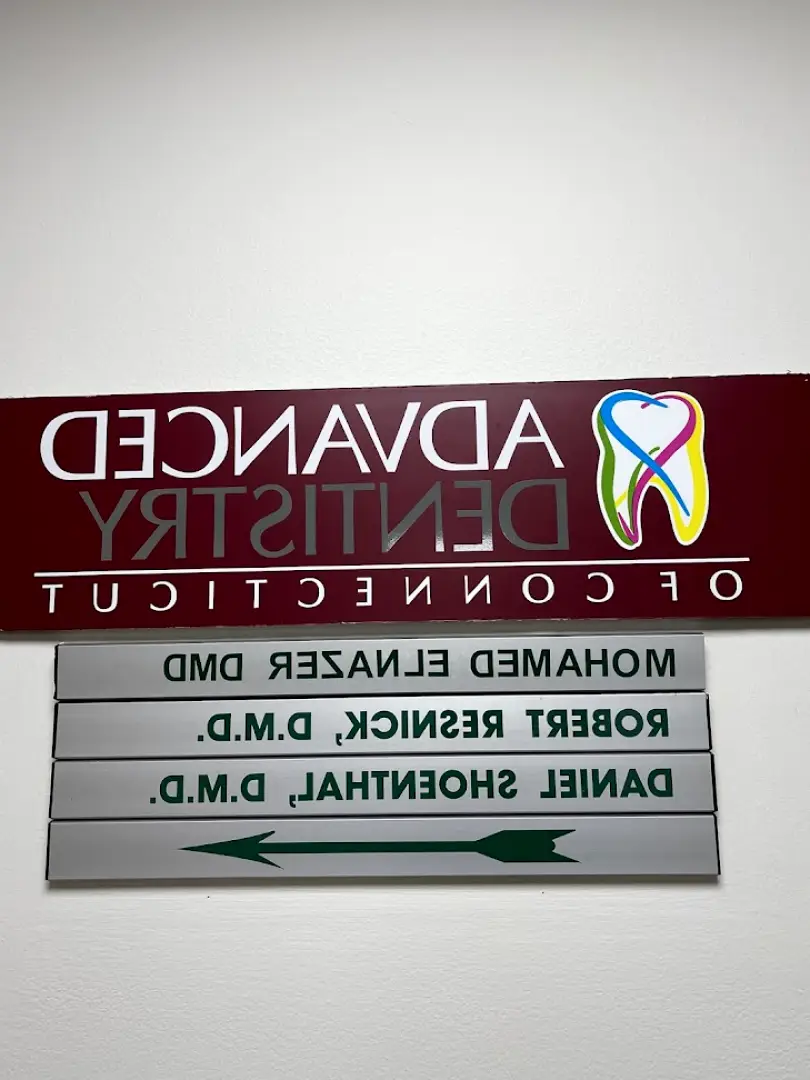 ADVANCED
DENTISTRY
OF CONNECTICUT
MOHAMED ELNAZER DMD
ROBERT RESNICK, D.M.D.
DANIEL SHOENTHAL, D.M.D.